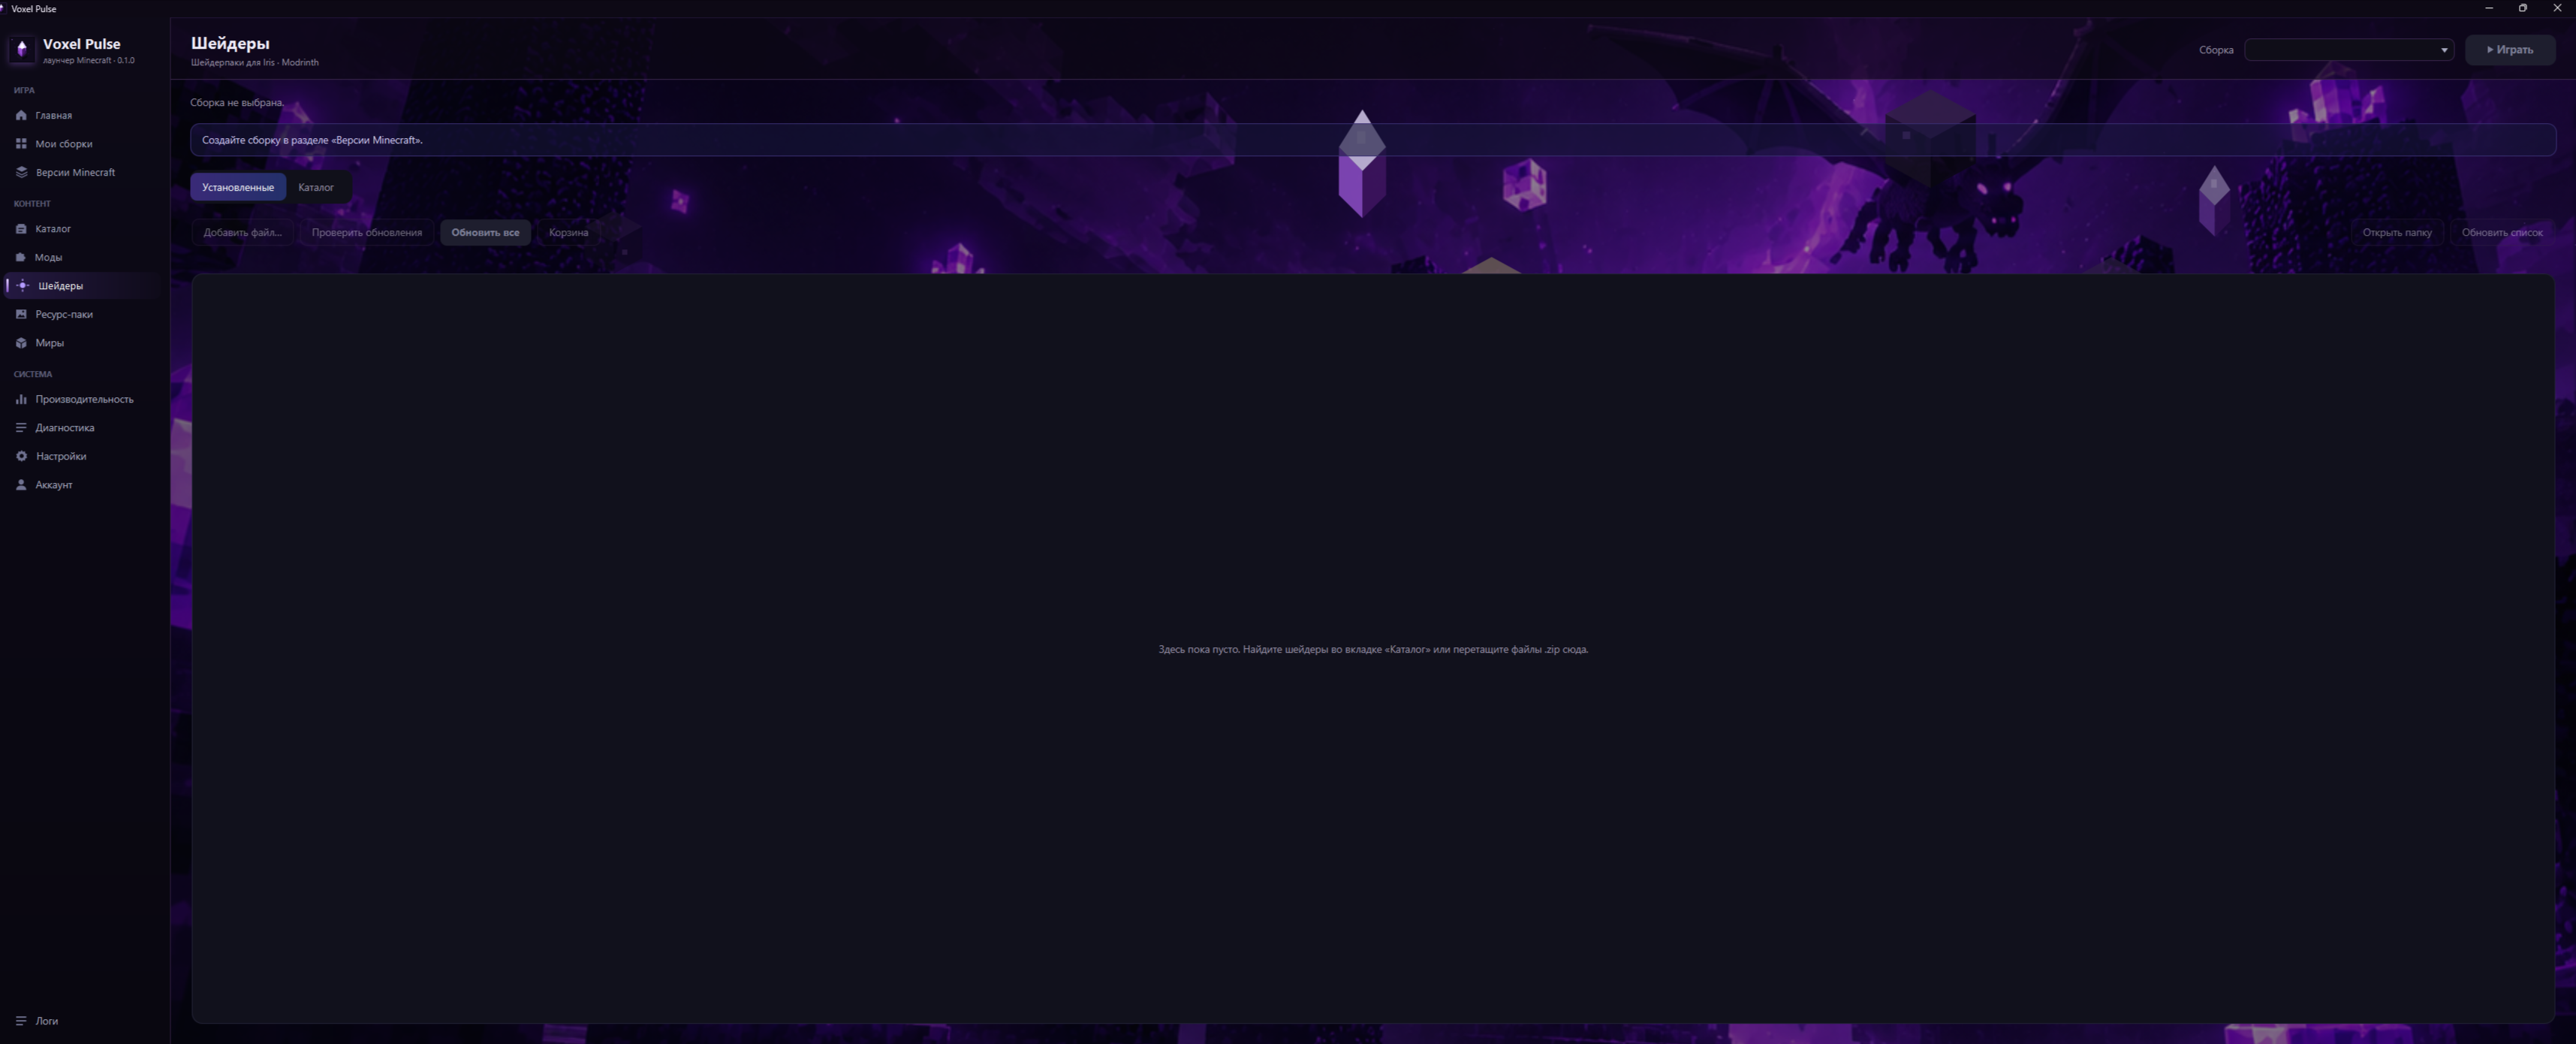 Voxel Pulse
Voxel Pulse
лаунчер Minecraft · 0.1.0
ИГРА
Главная
Мои сборки
Версии Minecraft
КОНТЕНТ
Каталог
Моды
Шейдеры
Ресурс-паки
Миры
СИСТЕМА
Производительность
Диагностика
Настройки
Аккаунт
Логи
Шейдеры
Шейдерпаки для Iris · Modrinth
Сборка
Играть
Сборка не выбрана.
Создайте сборку в разделе «Версии Minecraft».
Установленные Каталог
Добавить файл... Проверить обновления Обновить все Корзина Открыть папку Обновить список
Здесь пока пусто. Найдите шейдеры во вкладке «Каталог» или перетащите файлы .zip сюда.